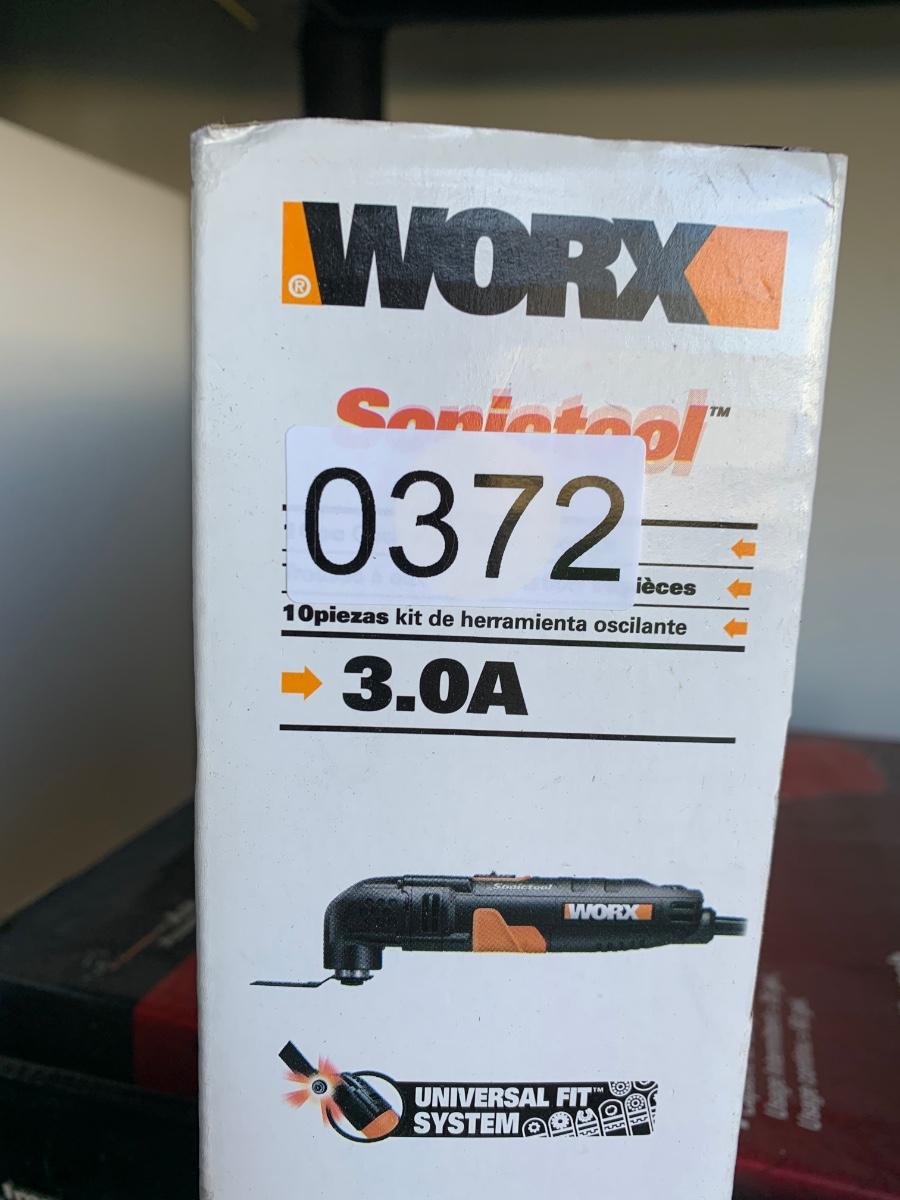 WORX®
Sonictool™
0372
ièces
10piezas kit de herramienta oscilante
3.0A
Sonictool
WORX
UNIVERSAL FIT™
SYSTEM